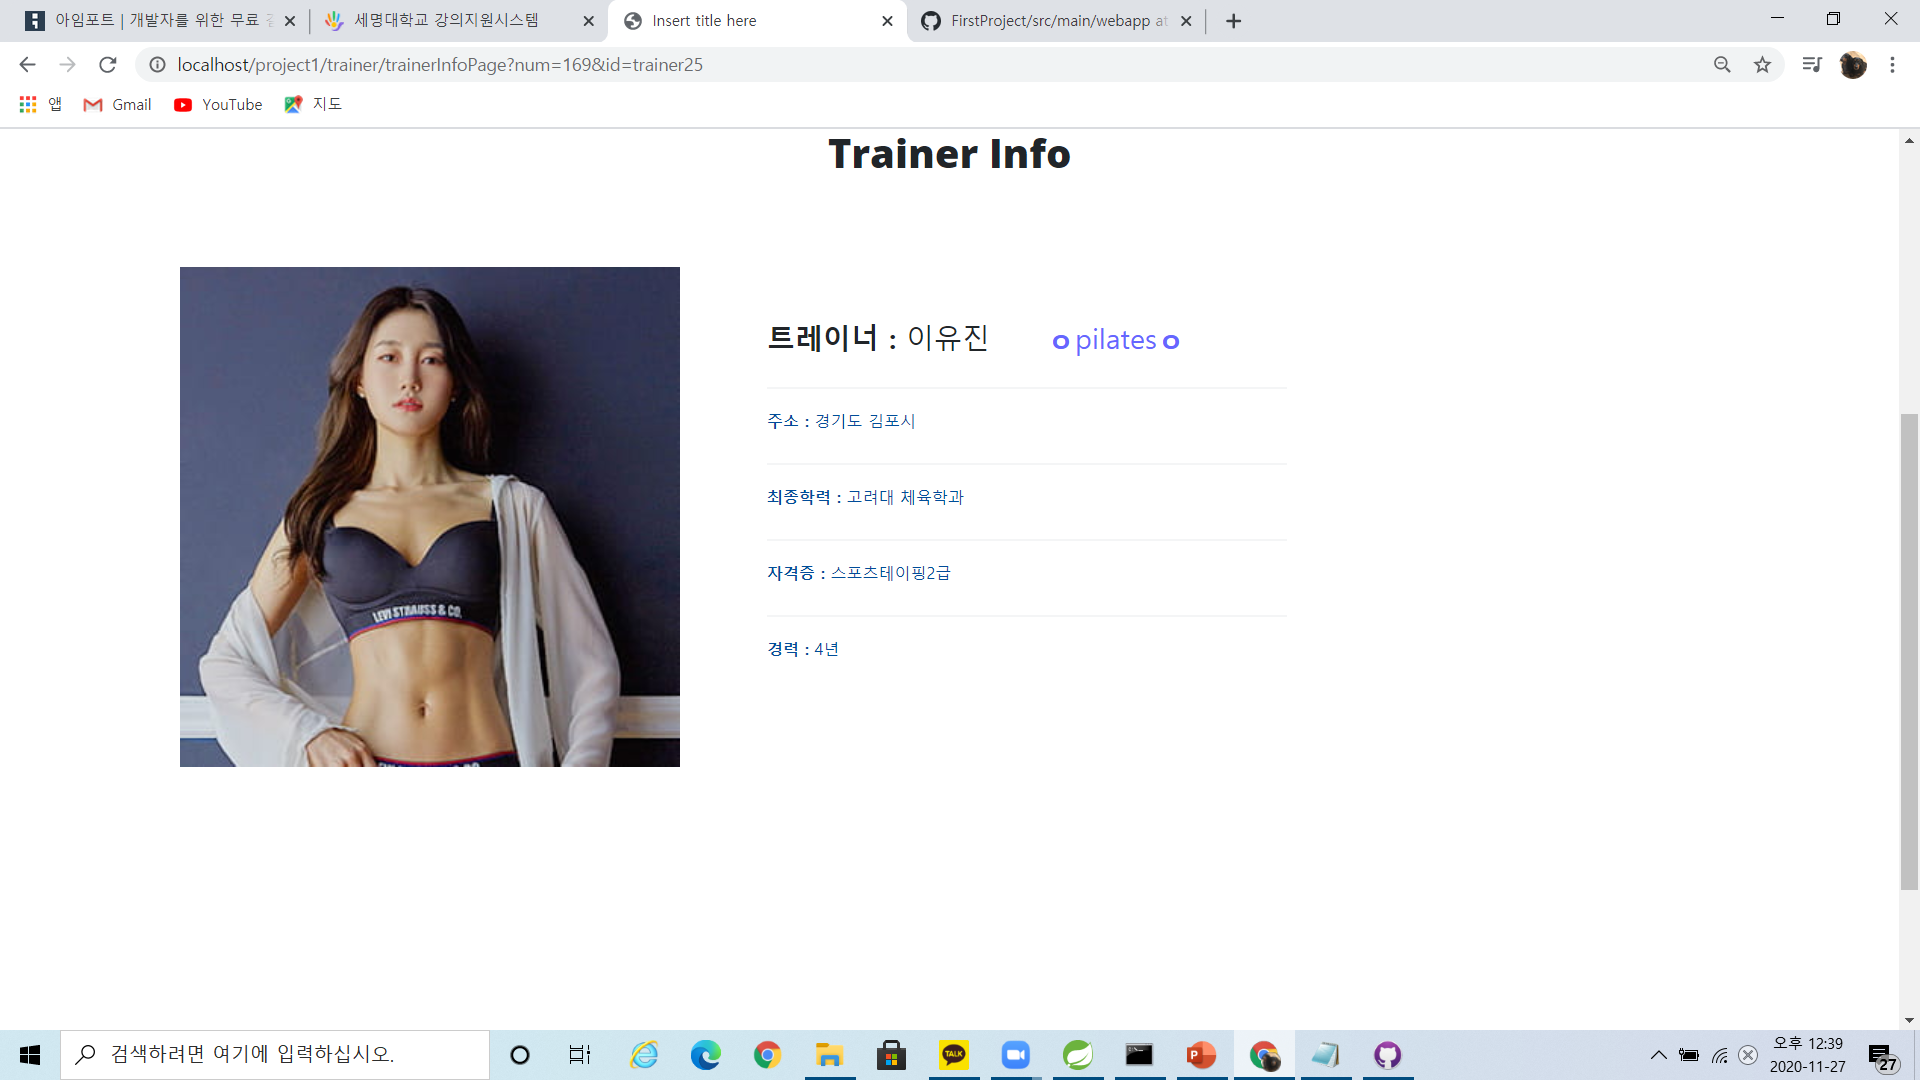 아임포트 | 개발자를 위한 무료
세명대학교 강의지원시스템
Insert title here
FirstProject/src/main/webapp at
localhost/project1/trainer/trainerInfoPage?num=169&id=trainer25
앱
Gmail
YouTube
지도
Trainer Info
트레이너 : 이유진
o pilates o
주소 : 경기도 김포시
최종학력 : 고려대 체육학과
자격증 : 스포츠테이핑2급
경력 : 4년
LEVI STRAUSS & CO.
검색하려면 여기에 입력하십시오.
TALK
오후 12:39
2020-11-27
27